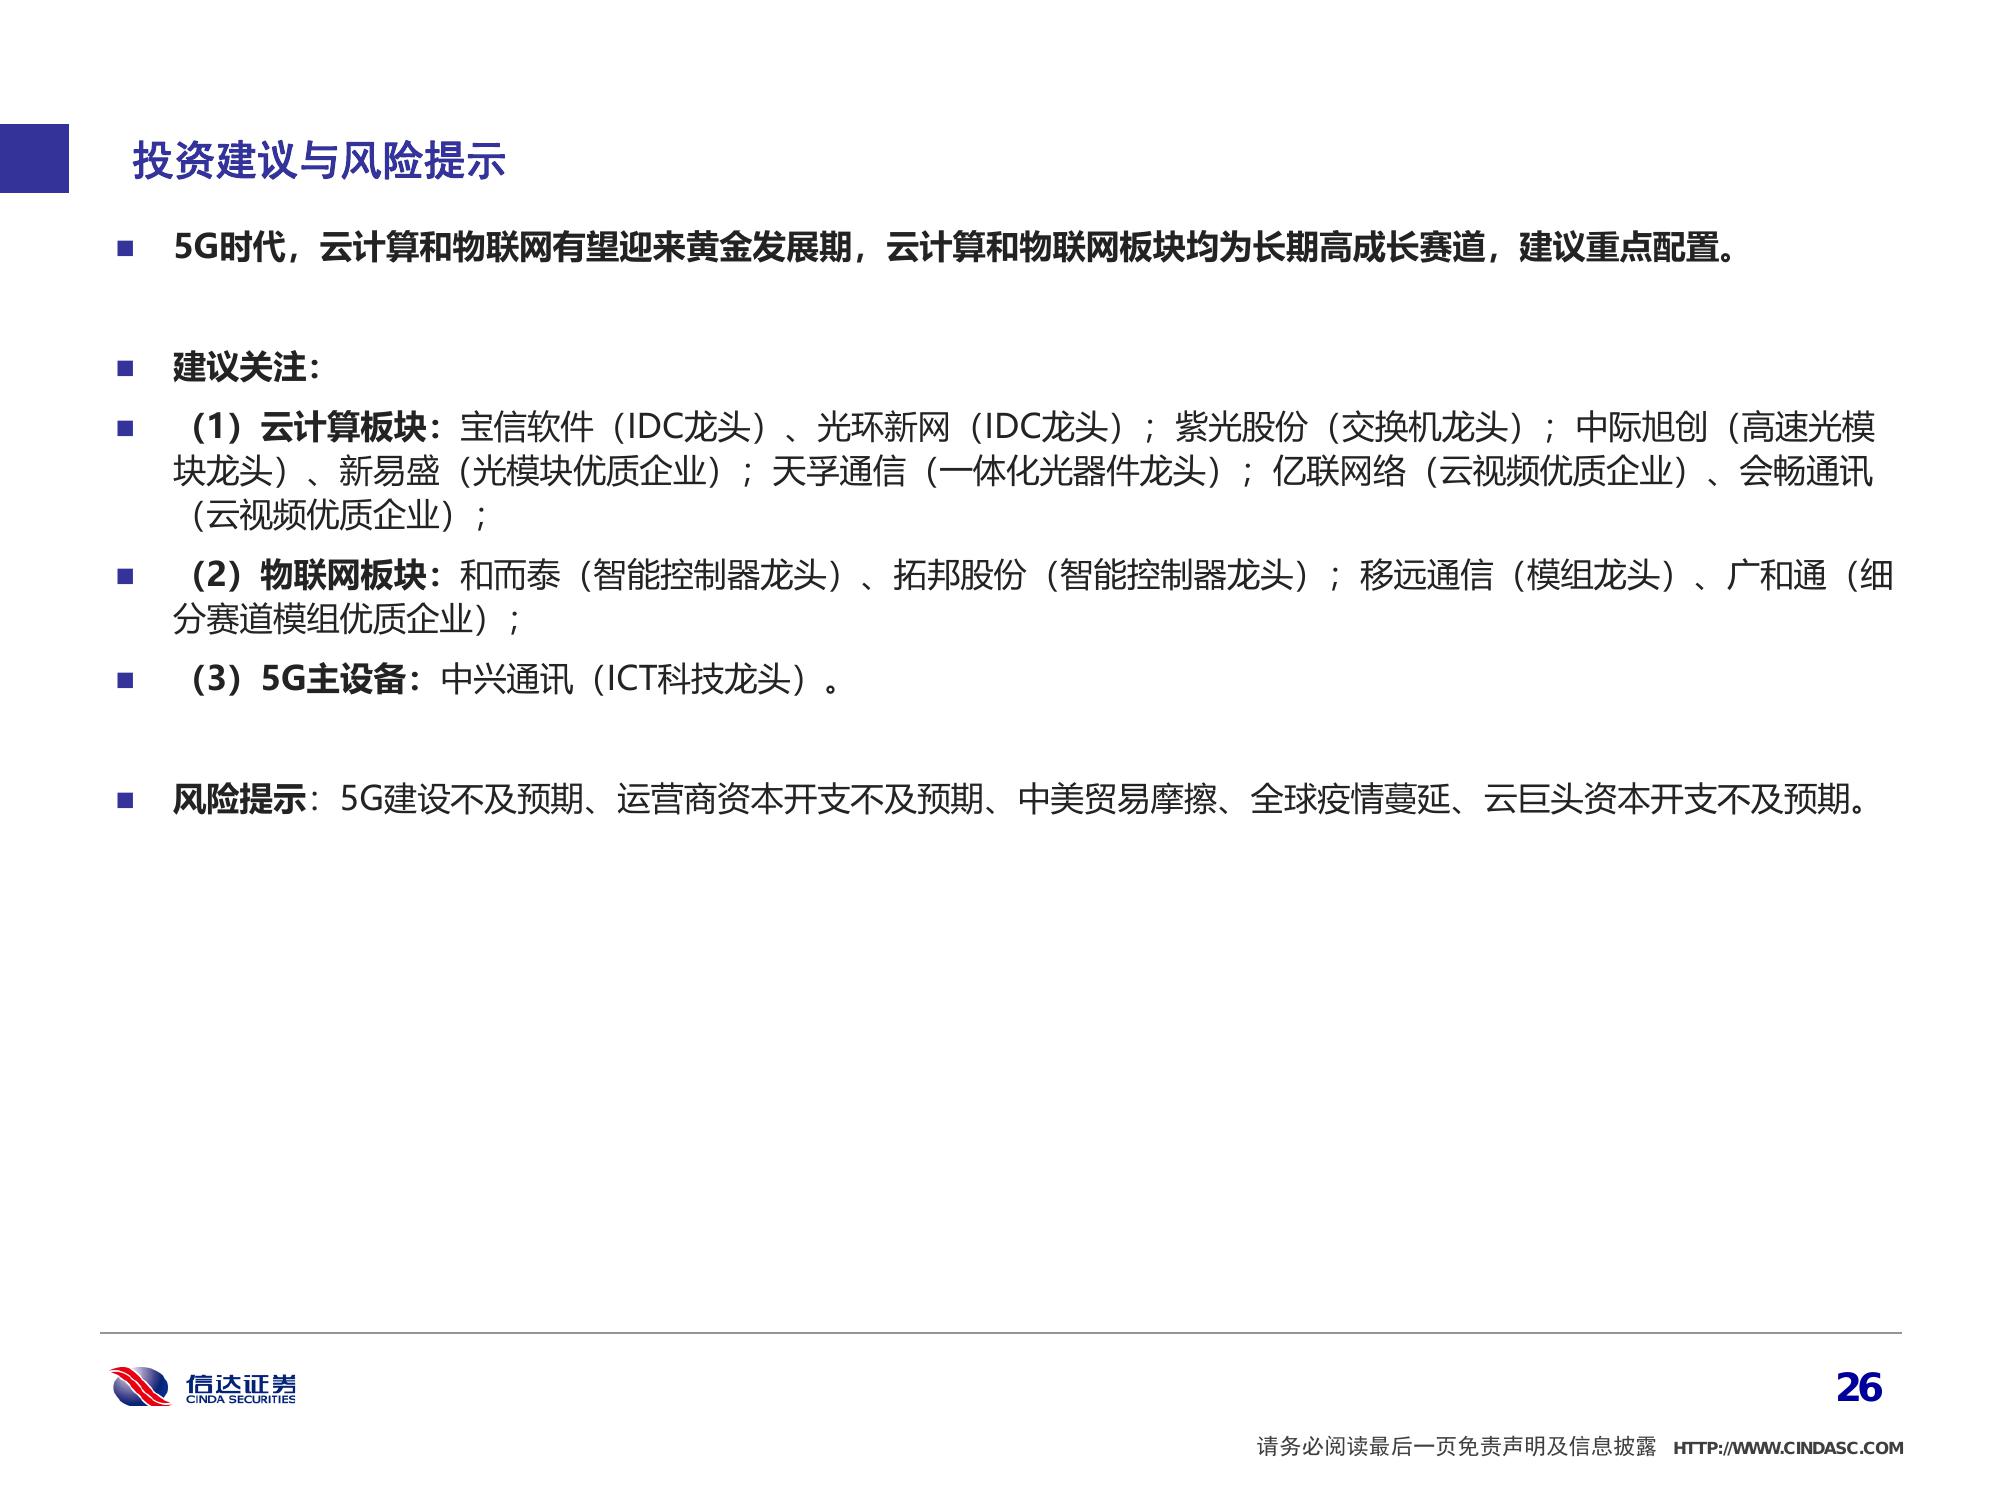 投资建议与风险提示
5G时代，云计算和物联网有望迎来黄金发展期，云计算和物联网板块均为长期高成长赛道，建议重点配置。
建议关注：
（1）云计算板块：宝信软件（IDC龙头）、光环新网（IDC龙头）；紫光股份（交换机龙头）；中际旭创（高速光模
块龙头）、新易盛（光模块优质企业）；天孚通信（一体化光器件龙头）；亿联网络（云视频优质企业）、会畅通讯
（云视频优质企业）；
（2）物联网板块：和而泰（智能控制器龙头）、拓邦股份（智能控制器龙头）；移远通信（模组龙头）、广和通（细
分赛道模组优质企业）；
（3）5G主设备：中兴通讯（ICT科技龙头）。
风险提示：5G建设不及预期、运营商资本开支不及预期、中美贸易摩擦、全球疫情蔓延、云巨头资本开支不及预期。
信达证券
CINDA SECURITIES
26
请务必阅读最后一页免责声明及信息披露 HTTP://WWW.CINDASC.COM